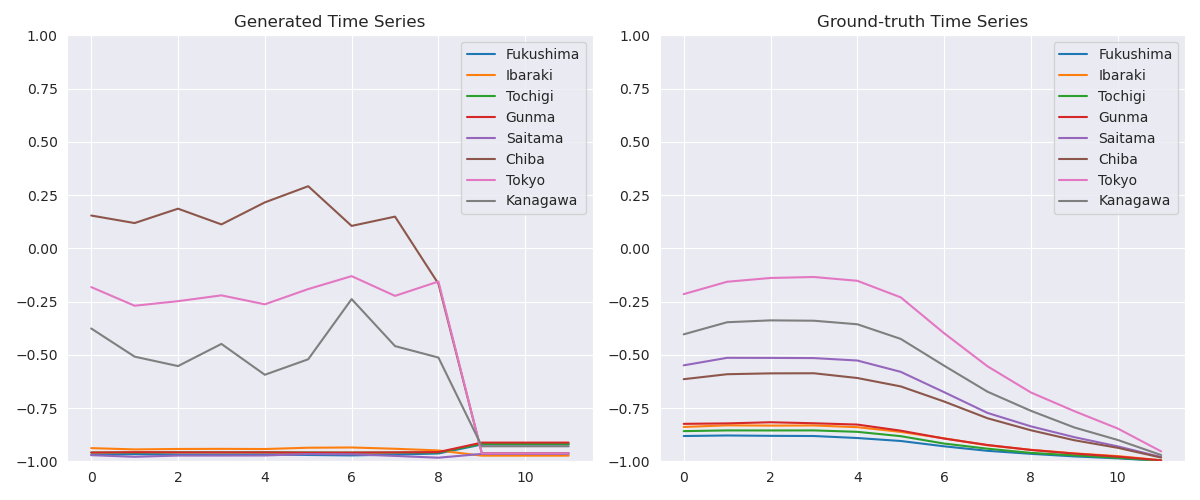 Generated Time Series
1.00
0.75
0.50
0.25
0.00
−0.25
−0.50
−0.75
−1.00
0 2 4 6 8 10
Fukushima
Ibaraki
Tochigi
Gunma
Saitama
Chiba
Tokyo
Kanagawa
Ground-truth Time Series
1.00
0.75
0.50
0.25
0.00
−0.25
−0.50
−0.75
−1.00
0 2 4 6 8 10
Fukushima
Ibaraki
Tochigi
Gunma
Saitama
Chiba
Tokyo
Kanagawa